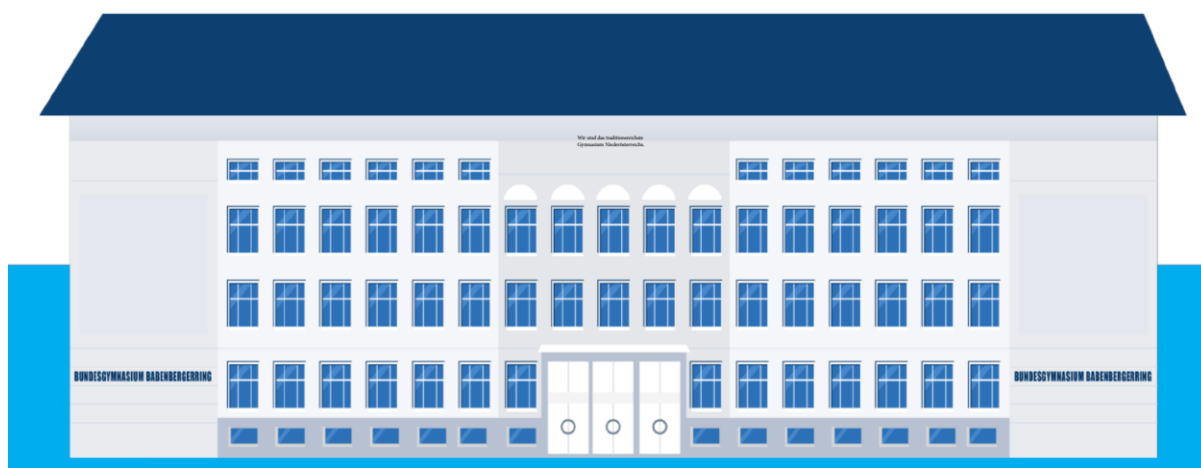 Wir sind das traditionsreichste
Gymnasium Niederösterreichs.
BUNDESGYMNASIUM BABENBERGERRING
BUNDESGYMNASIUM BABENBERGERRING